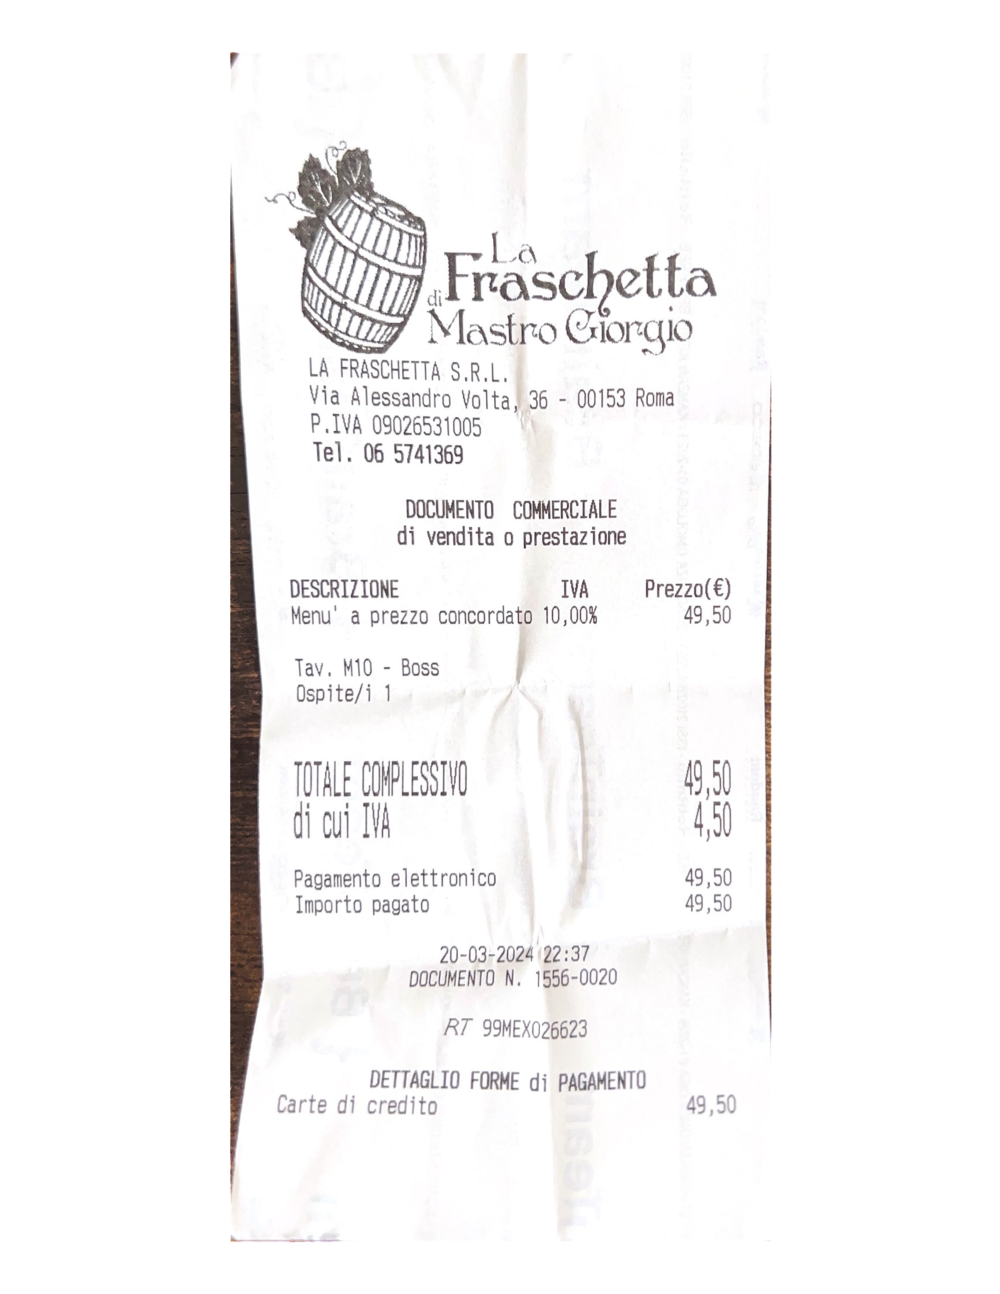 La
di Fraschetta
Mastro Giorgio
LA FRASCHETTA S.R.L.
Via Alessandro Volta, 36 - 00153 Roma
P.IVA 09026531005
Tel. 06 5741369
DOCUMENTO COMMERCIALE
di vendita o prestazione
DESCRIZIONE IVA Prezzo(€)
Menu' a prezzo concordato 10,00% 49,50
Tav. M10 - Boss
Ospite/i 1
TOTALE COMPLESSIVO 49,50
di cui IVA 4,50
Pagamento elettronico 49,50
Importo pagato 49,50
20-03-2024 22:37
DOCUMENTO N. 1556-0020
RT 99MEX026623
DETTAGLIO FORME di PAGAMENTO
Carte di credito 49,50